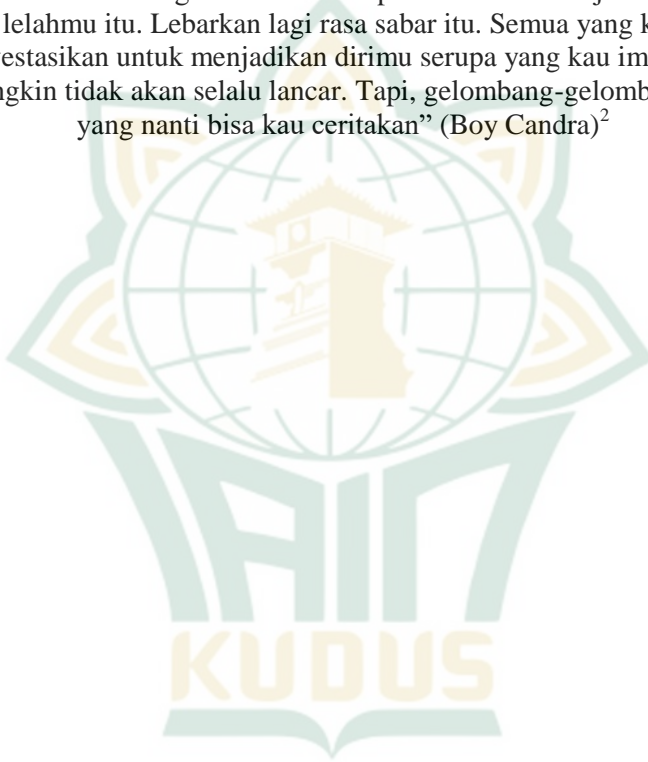 lelahmu itu. Lebarkan lagi rasa sabar itu. Semua yang k
estasikan untuk menjadikan dirimu serupa yang kau im
ngkin tidak akan selalu lancar. Tapi, gelombang-gelomb
yang nanti bisa kau ceritakan” (Boy Candra)²
IAIN
KUDUS